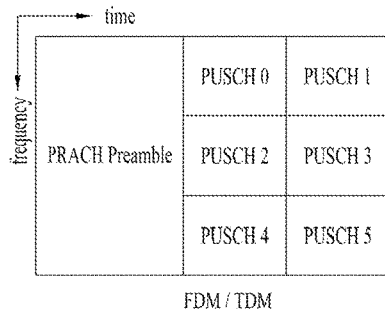 time
frequency
PUSCH 0
PUSCH 1
PRACH Preamble
PUSCH 2
PUSCH 3
PUSCH 4
PUSCH 5
FDM / TDM